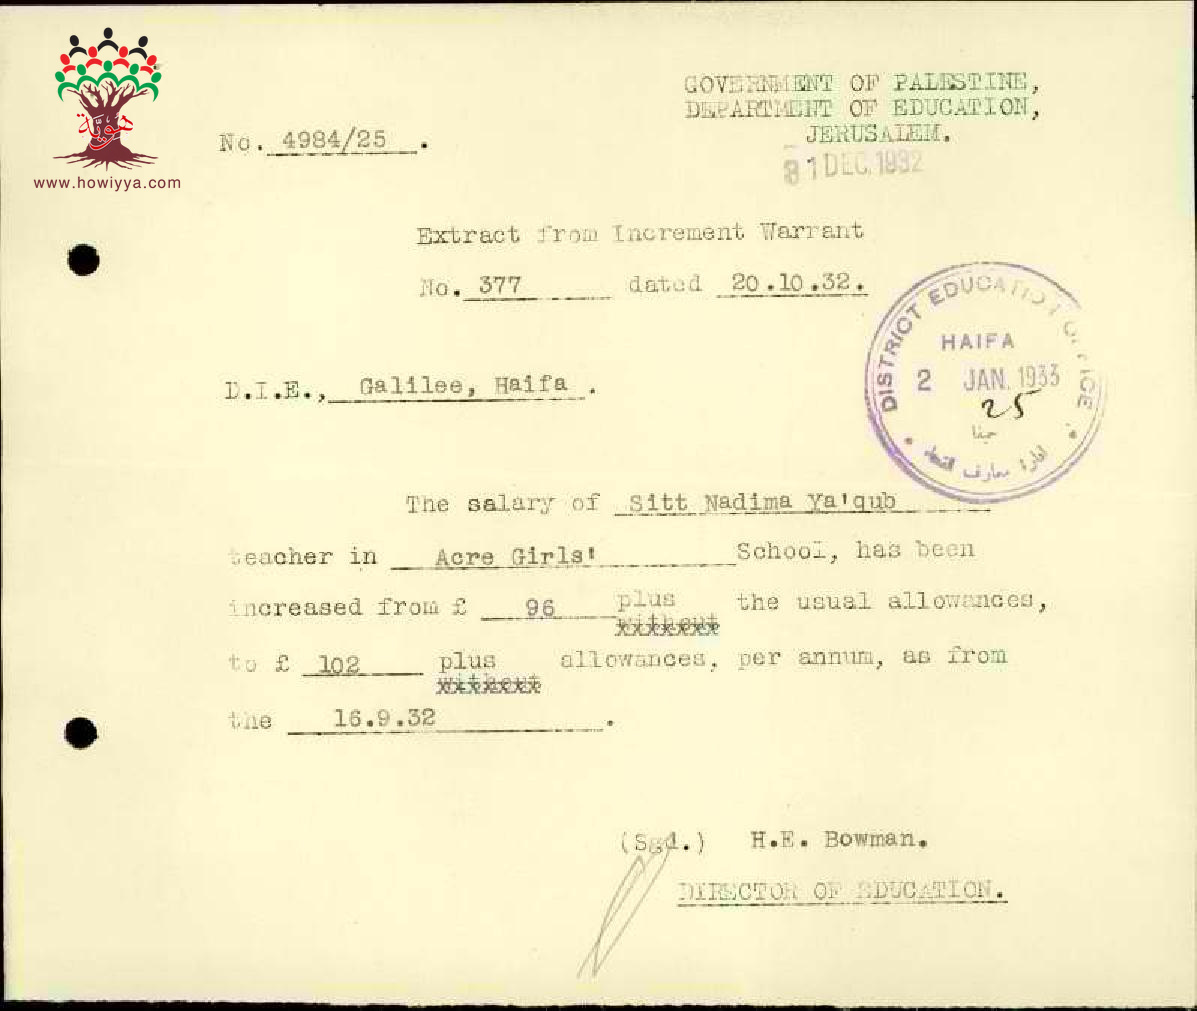 هوية
www.howiyya.com
GOVERNMENT OF PALESTINE,
DEPARTMENT OF EDUCATION,
JERUSALEM.
No. 4984/25 .
31 DEC. 1932
Extract from Increment Warrant
No. 377 dated 20.10.32.
DISTRICT EDUCATION OFFICE
HAIFA
2 JAN. 1933
25
حيفا
ادارة معارف
D.I.E., Galilee, Haifa .
The salary of Sitt Nadima Ya'qub
teacher in Acre Girls' School, has been
increased from £ 96 plus the usual allowances,
without
to £ 102 plus allowances, per annum, as from
without
the 16.9.32 .
(Sgd.) H.E. Bowman.
DIRECTOR OF EDUCATION.